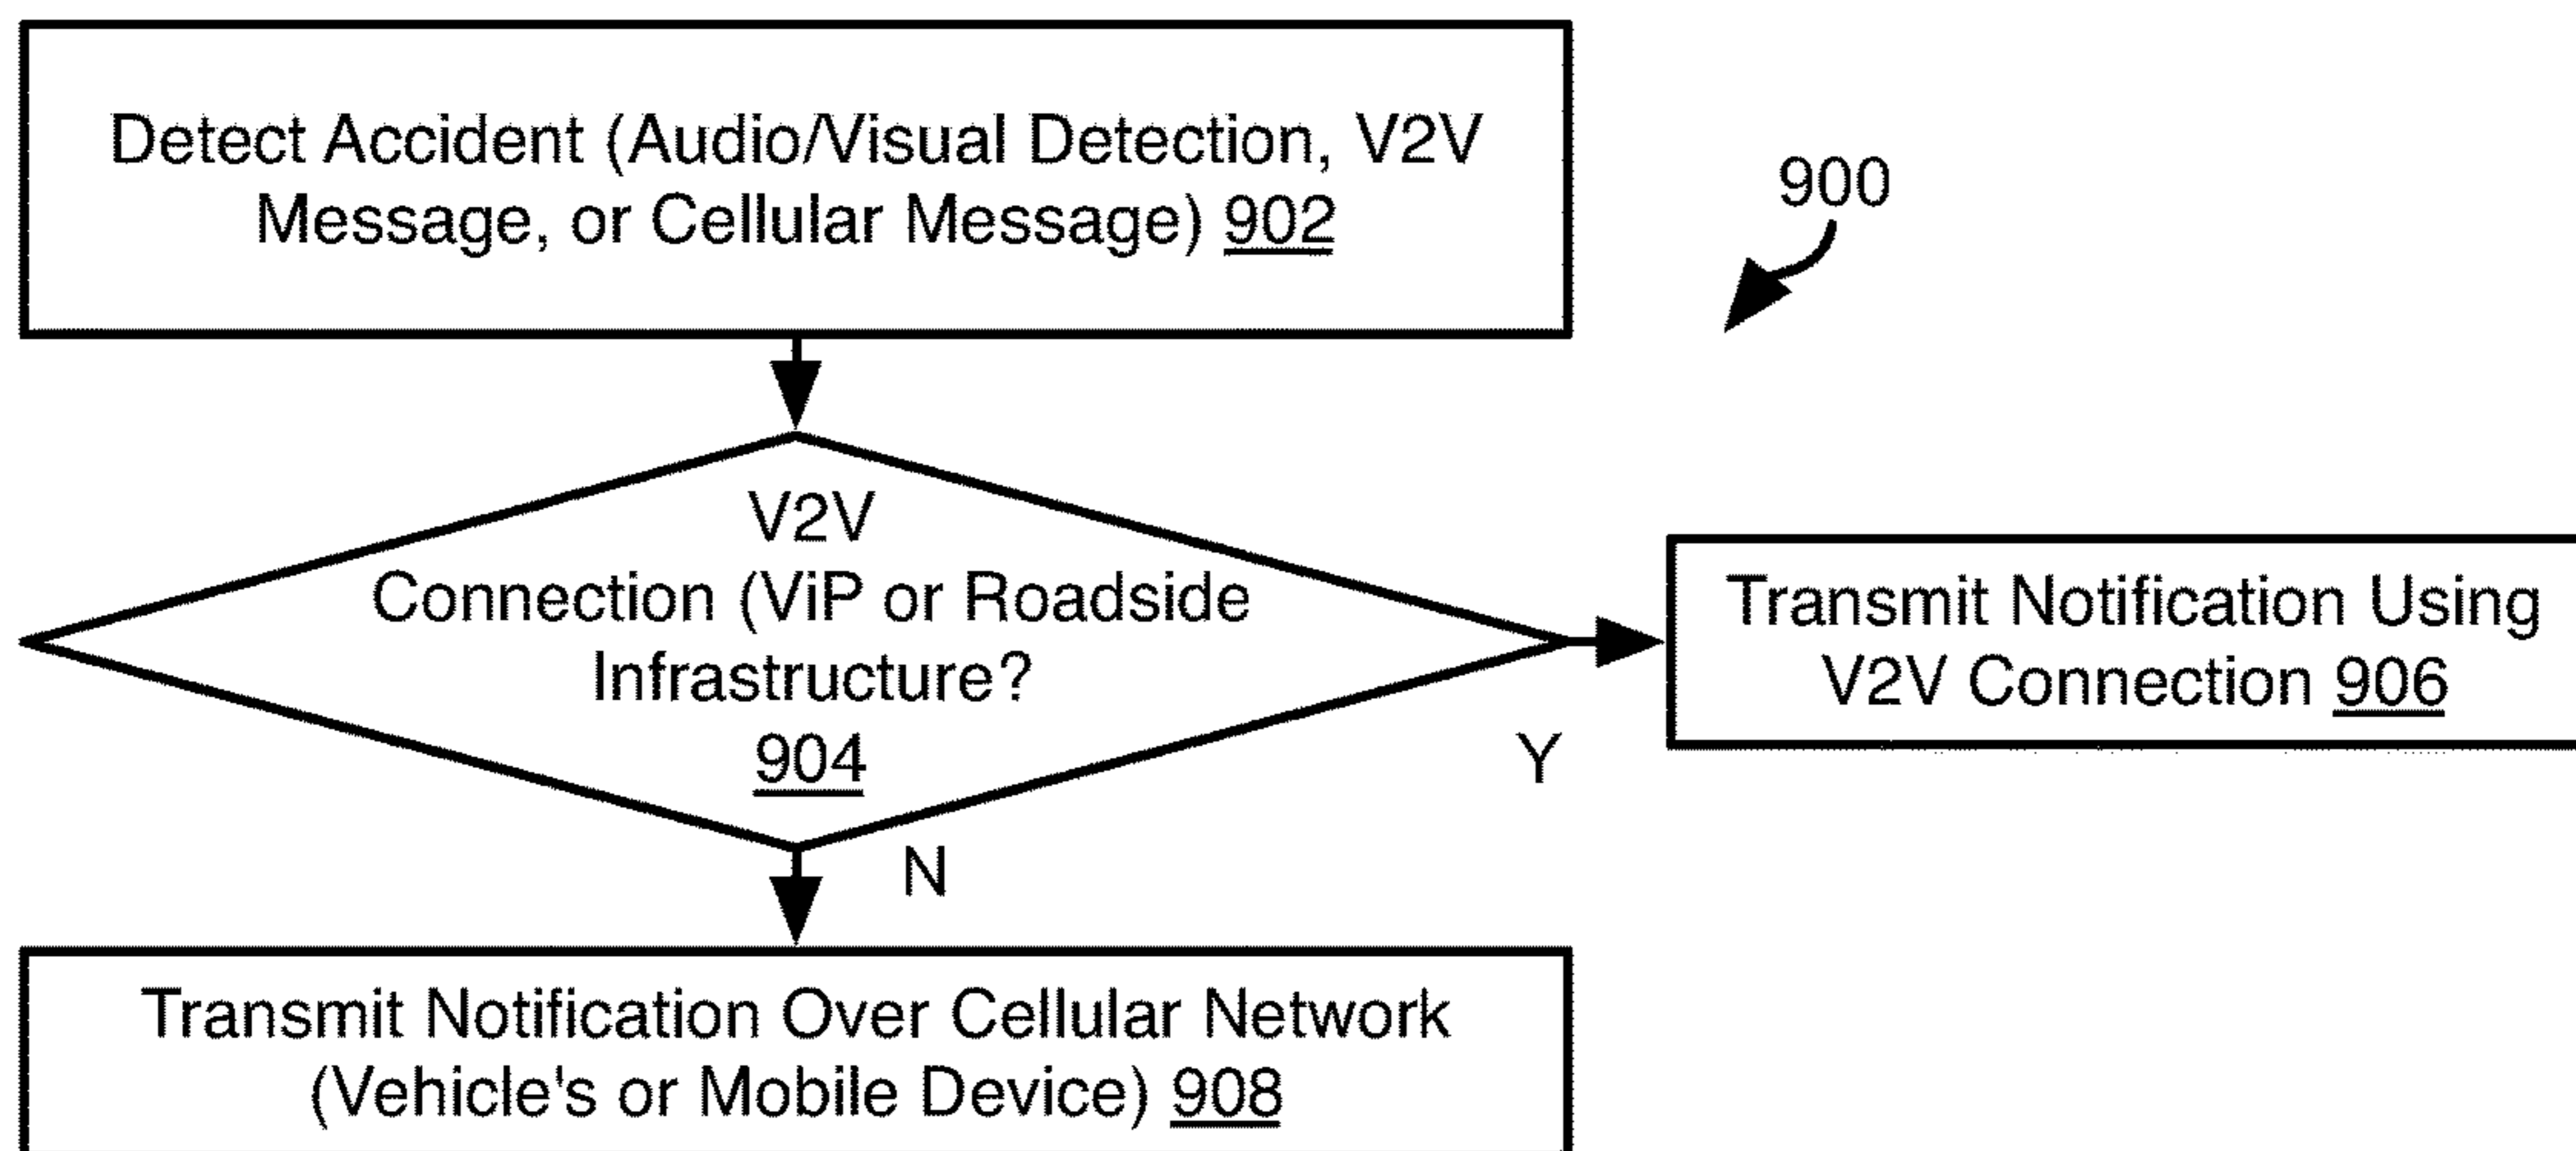 Detect Accident (Audio/Visual Detection, V2V
Message, or Cellular Message) 902
900
V2V
Connection (ViP or Roadside
Infrastructure?
904
Y
N
Transmit Notification Using
V2V Connection 906
Transmit Notification Over Cellular Network
(Vehicle's or Mobile Device) 908